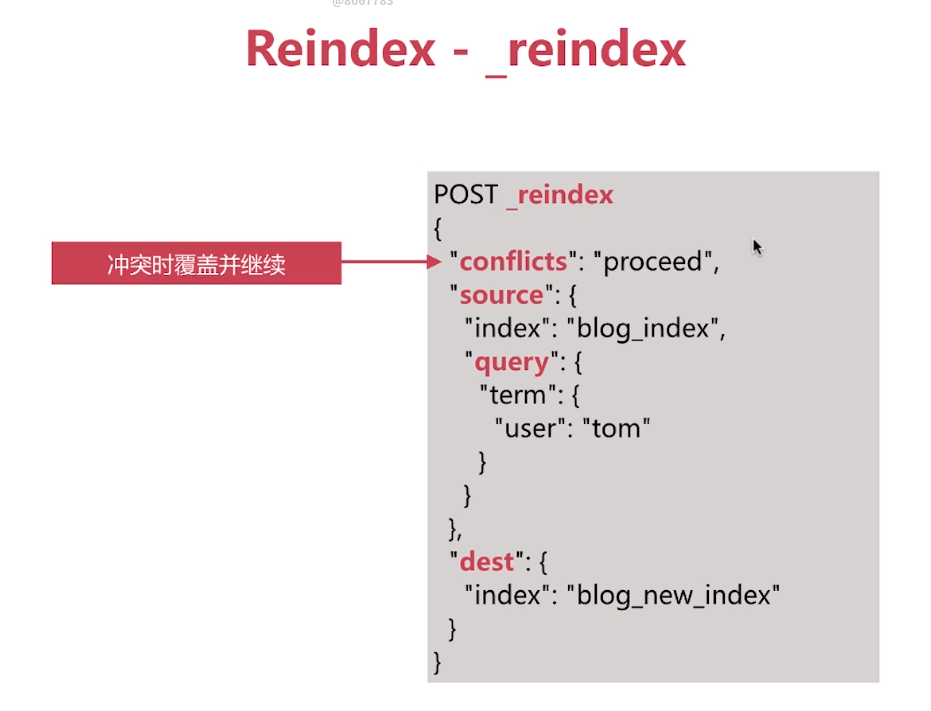 @8067783
Reindex - _reindex
POST _reindex
{
冲突时覆盖并继续
"conflicts": "proceed",
"source": {
"index": "blog_index",
"query": {
"term": {
"user": "tom"
}
}
},
"dest": {
"index": "blog_new_index"
}
}